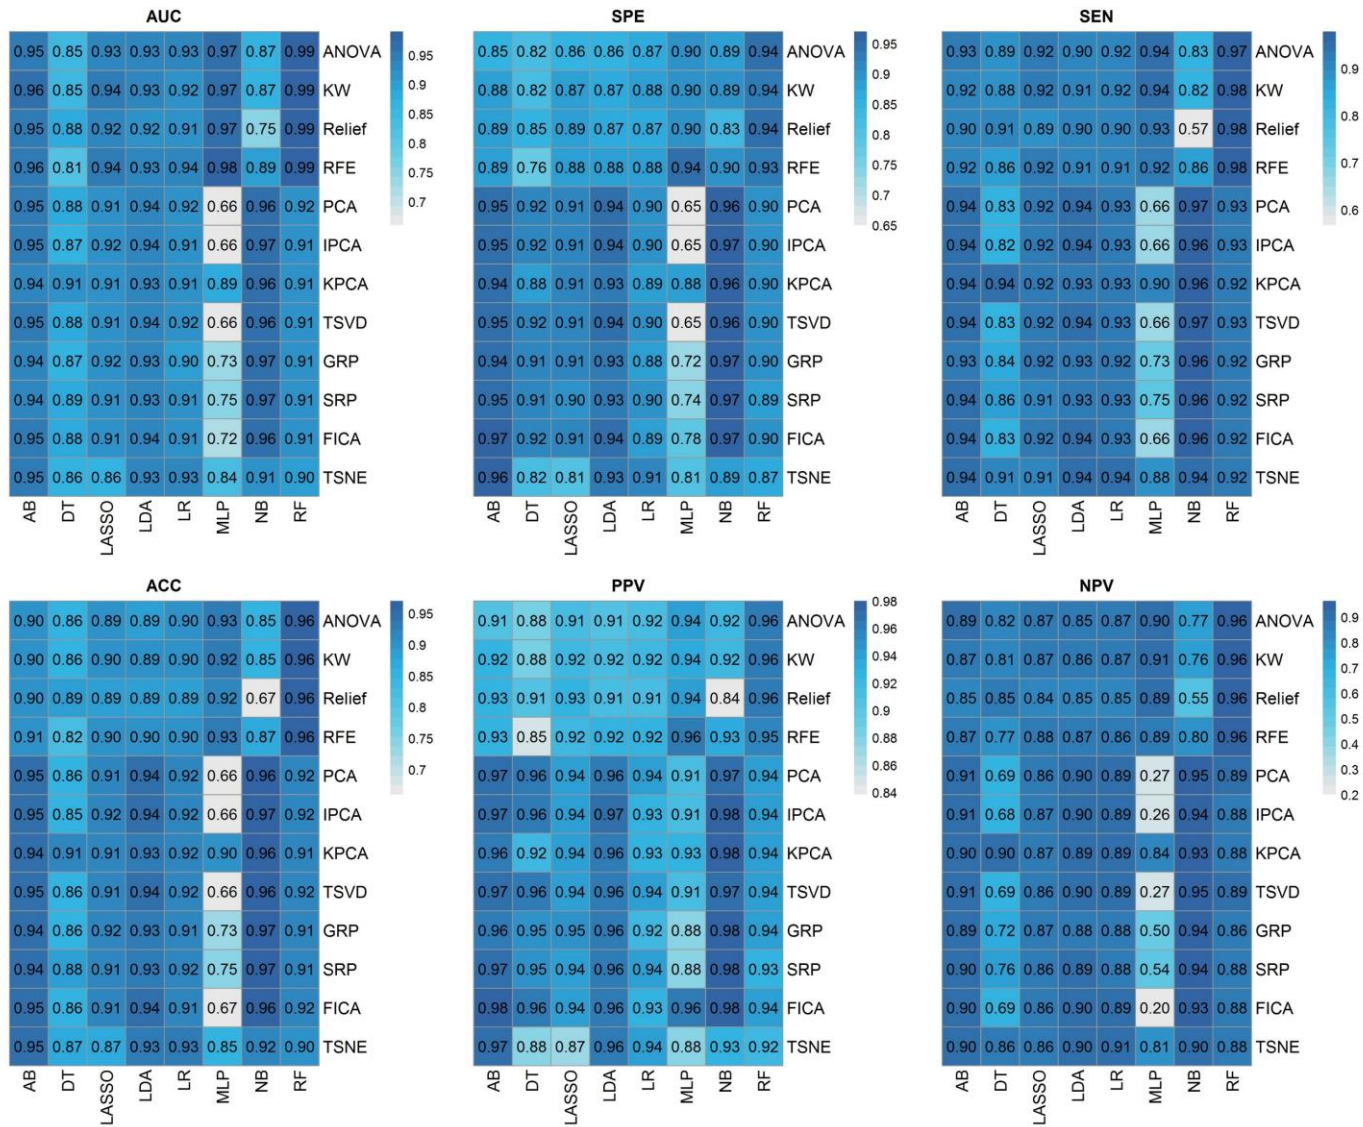 AUC
0.95 0.85 0.93 0.93 0.93 0.97 0.87 0.99 ANOVA
0.96 0.85 0.94 0.93 0.92 0.97 0.87 0.99 KW
0.95 0.88 0.92 0.92 0.91 0.97 0.75 0.99 Relief
0.96 0.81 0.94 0.93 0.94 0.98 0.89 0.99 RFE
0.95 0.88 0.91 0.94 0.92 0.66 0.96 0.92 PCA
0.95 0.87 0.92 0.94 0.91 0.66 0.97 0.91 IPCA
0.94 0.91 0.91 0.93 0.91 0.89 0.96 0.91 KPCA
0.95 0.88 0.91 0.94 0.92 0.66 0.96 0.91 TSVD
0.94 0.87 0.92 0.93 0.90 0.73 0.97 0.91 GRP
0.94 0.89 0.91 0.93 0.91 0.75 0.97 0.91 SRP
0.95 0.88 0.91 0.94 0.91 0.72 0.96 0.91 FICA
0.95 0.86 0.86 0.93 0.93 0.84 0.91 0.90 TSNE
AB DT LASSO LDA LR MLP NB RF
0.95
0.9
0.85
0.8
0.75
0.7
SPE
0.85 0.82 0.86 0.86 0.87 0.90 0.89 0.94 ANOVA
0.88 0.82 0.87 0.87 0.88 0.90 0.89 0.94 KW
0.89 0.85 0.89 0.87 0.87 0.90 0.83 0.94 Relief
0.89 0.76 0.88 0.88 0.88 0.94 0.90 0.93 RFE
0.95 0.92 0.91 0.94 0.90 0.65 0.96 0.90 PCA
0.95 0.92 0.91 0.94 0.90 0.65 0.97 0.90 IPCA
0.94 0.88 0.91 0.93 0.89 0.88 0.96 0.90 KPCA
0.95 0.92 0.91 0.94 0.90 0.65 0.96 0.90 TSVD
0.94 0.91 0.91 0.93 0.88 0.72 0.97 0.90 GRP
0.95 0.91 0.90 0.93 0.90 0.74 0.97 0.89 SRP
0.97 0.92 0.91 0.94 0.89 0.78 0.97 0.90 FICA
0.96 0.82 0.81 0.93 0.91 0.81 0.89 0.87 TSNE
AB DT LASSO LDA LR MLP NB RF
0.95
0.9
0.85
0.8
0.75
0.7
0.65
SEN
0.93 0.89 0.92 0.90 0.92 0.94 0.83 0.97 ANOVA
0.92 0.88 0.92 0.91 0.92 0.94 0.82 0.98 KW
0.90 0.91 0.89 0.90 0.90 0.93 0.57 0.98 Relief
0.92 0.86 0.92 0.91 0.91 0.92 0.86 0.98 RFE
0.94 0.83 0.92 0.94 0.93 0.66 0.97 0.93 PCA
0.94 0.82 0.92 0.94 0.93 0.66 0.96 0.93 IPCA
0.94 0.94 0.92 0.93 0.93 0.90 0.96 0.92 KPCA
0.94 0.83 0.92 0.94 0.93 0.66 0.97 0.93 TSVD
0.93 0.84 0.92 0.93 0.92 0.73 0.96 0.92 GRP
0.94 0.86 0.91 0.93 0.93 0.75 0.96 0.92 SRP
0.94 0.83 0.92 0.94 0.93 0.66 0.96 0.92 FICA
0.94 0.91 0.91 0.94 0.94 0.88 0.94 0.92 TSNE
AB DT LASSO LDA LR MLP NB RF
0.9
0.8
0.7
0.6
ACC
0.90 0.86 0.89 0.89 0.90 0.93 0.85 0.96 ANOVA
0.90 0.86 0.90 0.89 0.90 0.92 0.85 0.96 KW
0.90 0.89 0.89 0.89 0.89 0.92 0.67 0.96 Relief
0.91 0.82 0.90 0.90 0.90 0.93 0.87 0.96 RFE
0.95 0.86 0.91 0.94 0.92 0.66 0.96 0.92 PCA
0.95 0.85 0.92 0.94 0.92 0.66 0.97 0.92 IPCA
0.94 0.91 0.91 0.93 0.92 0.90 0.96 0.91 KPCA
0.95 0.86 0.91 0.94 0.92 0.66 0.96 0.92 TSVD
0.94 0.86 0.92 0.93 0.91 0.73 0.97 0.91 GRP
0.94 0.88 0.91 0.93 0.92 0.75 0.97 0.91 SRP
0.95 0.86 0.91 0.94 0.91 0.67 0.96 0.92 FICA
0.95 0.87 0.87 0.93 0.93 0.85 0.92 0.90 TSNE
AB DT LASSO LDA LR MLP NB RF
0.95
0.9
0.85
0.8
0.75
0.7
PPV
0.91 0.88 0.91 0.91 0.92 0.94 0.92 0.96 ANOVA
0.92 0.88 0.92 0.92 0.92 0.94 0.92 0.96 KW
0.93 0.91 0.93 0.91 0.91 0.94 0.84 0.96 Relief
0.93 0.85 0.92 0.92 0.92 0.96 0.93 0.95 RFE
0.97 0.96 0.94 0.96 0.94 0.91 0.97 0.94 PCA
0.97 0.96 0.94 0.97 0.93 0.91 0.98 0.94 IPCA
0.96 0.92 0.94 0.96 0.93 0.93 0.98 0.94 KPCA
0.97 0.96 0.94 0.96 0.94 0.91 0.97 0.94 TSVD
0.96 0.95 0.95 0.96 0.92 0.88 0.98 0.94 GRP
0.97 0.95 0.94 0.96 0.94 0.88 0.98 0.93 SRP
0.98 0.96 0.94 0.96 0.93 0.96 0.98 0.94 FICA
0.97 0.88 0.87 0.96 0.94 0.88 0.93 0.92 TSNE
AB DT LASSO LDA LR MLP NB RF
0.98
0.96
0.94
0.92
0.9
0.88
0.86
0.84
NPV
0.89 0.82 0.87 0.85 0.87 0.90 0.77 0.96 ANOVA
0.87 0.81 0.87 0.86 0.87 0.91 0.76 0.96 KW
0.85 0.85 0.84 0.85 0.85 0.89 0.55 0.96 Relief
0.87 0.77 0.88 0.87 0.86 0.89 0.80 0.96 RFE
0.91 0.69 0.86 0.90 0.89 0.27 0.95 0.89 PCA
0.91 0.68 0.87 0.90 0.89 0.26 0.94 0.88 IPCA
0.90 0.90 0.87 0.89 0.89 0.84 0.93 0.88 KPCA
0.91 0.69 0.86 0.90 0.89 0.27 0.95 0.89 TSVD
0.89 0.72 0.87 0.88 0.88 0.50 0.94 0.86 GRP
0.90 0.76 0.86 0.89 0.88 0.54 0.94 0.88 SRP
0.90 0.69 0.86 0.90 0.89 0.20 0.93 0.88 FICA
0.90 0.86 0.86 0.90 0.91 0.81 0.90 0.88 TSNE
AB DT LASSO LDA LR MLP NB RF
0.9
0.8
0.7
0.6
0.5
0.4
0.3
0.2